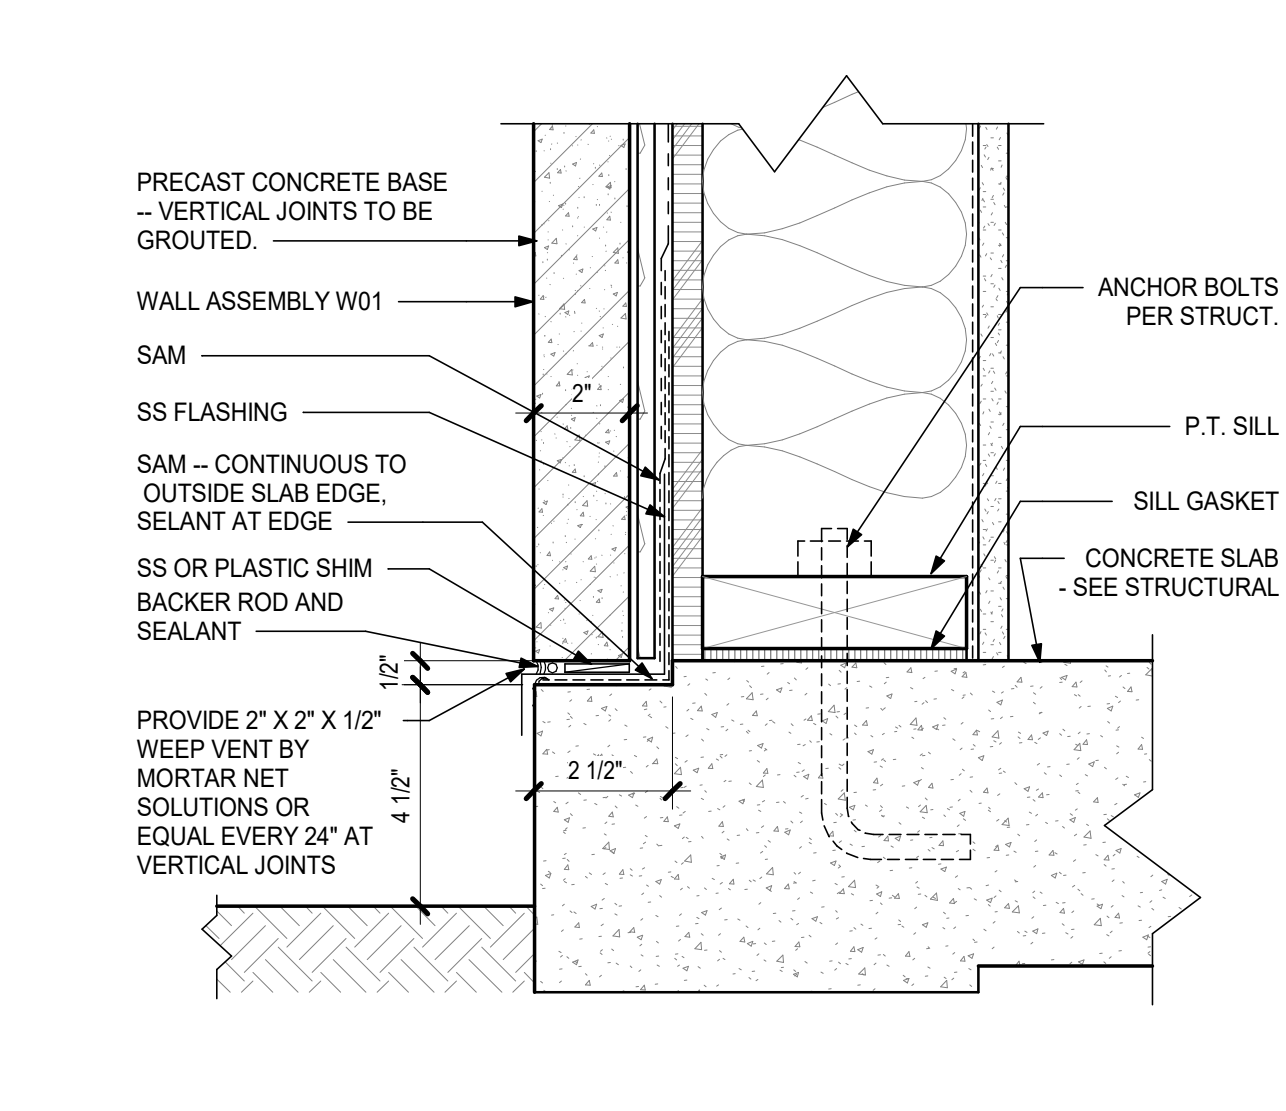 PRECAST CONCRETE BASE
-- VERTICAL JOINTS TO BE
GROUTED.
WALL ASSEMBLY W01
SAM
SS FLASHING
SAM -- CONTINUOUS TO
OUTSIDE SLAB EDGE,
SELANT AT EDGE
SS OR PLASTIC SHIM
BACKER ROD AND
SEALANT
PROVIDE 2" X 2" X 1/2"
WEEP VENT BY
MORTAR NET
SOLUTIONS OR
EQUAL EVERY 24" AT
VERTICAL JOINTS
1/2"
4 1/2"
2"
2 1/2"
ANCHOR BOLTS
PER STRUCT.
P.T. SILL
SILL GASKET
CONCRETE SLAB
- SEE STRUCTURAL